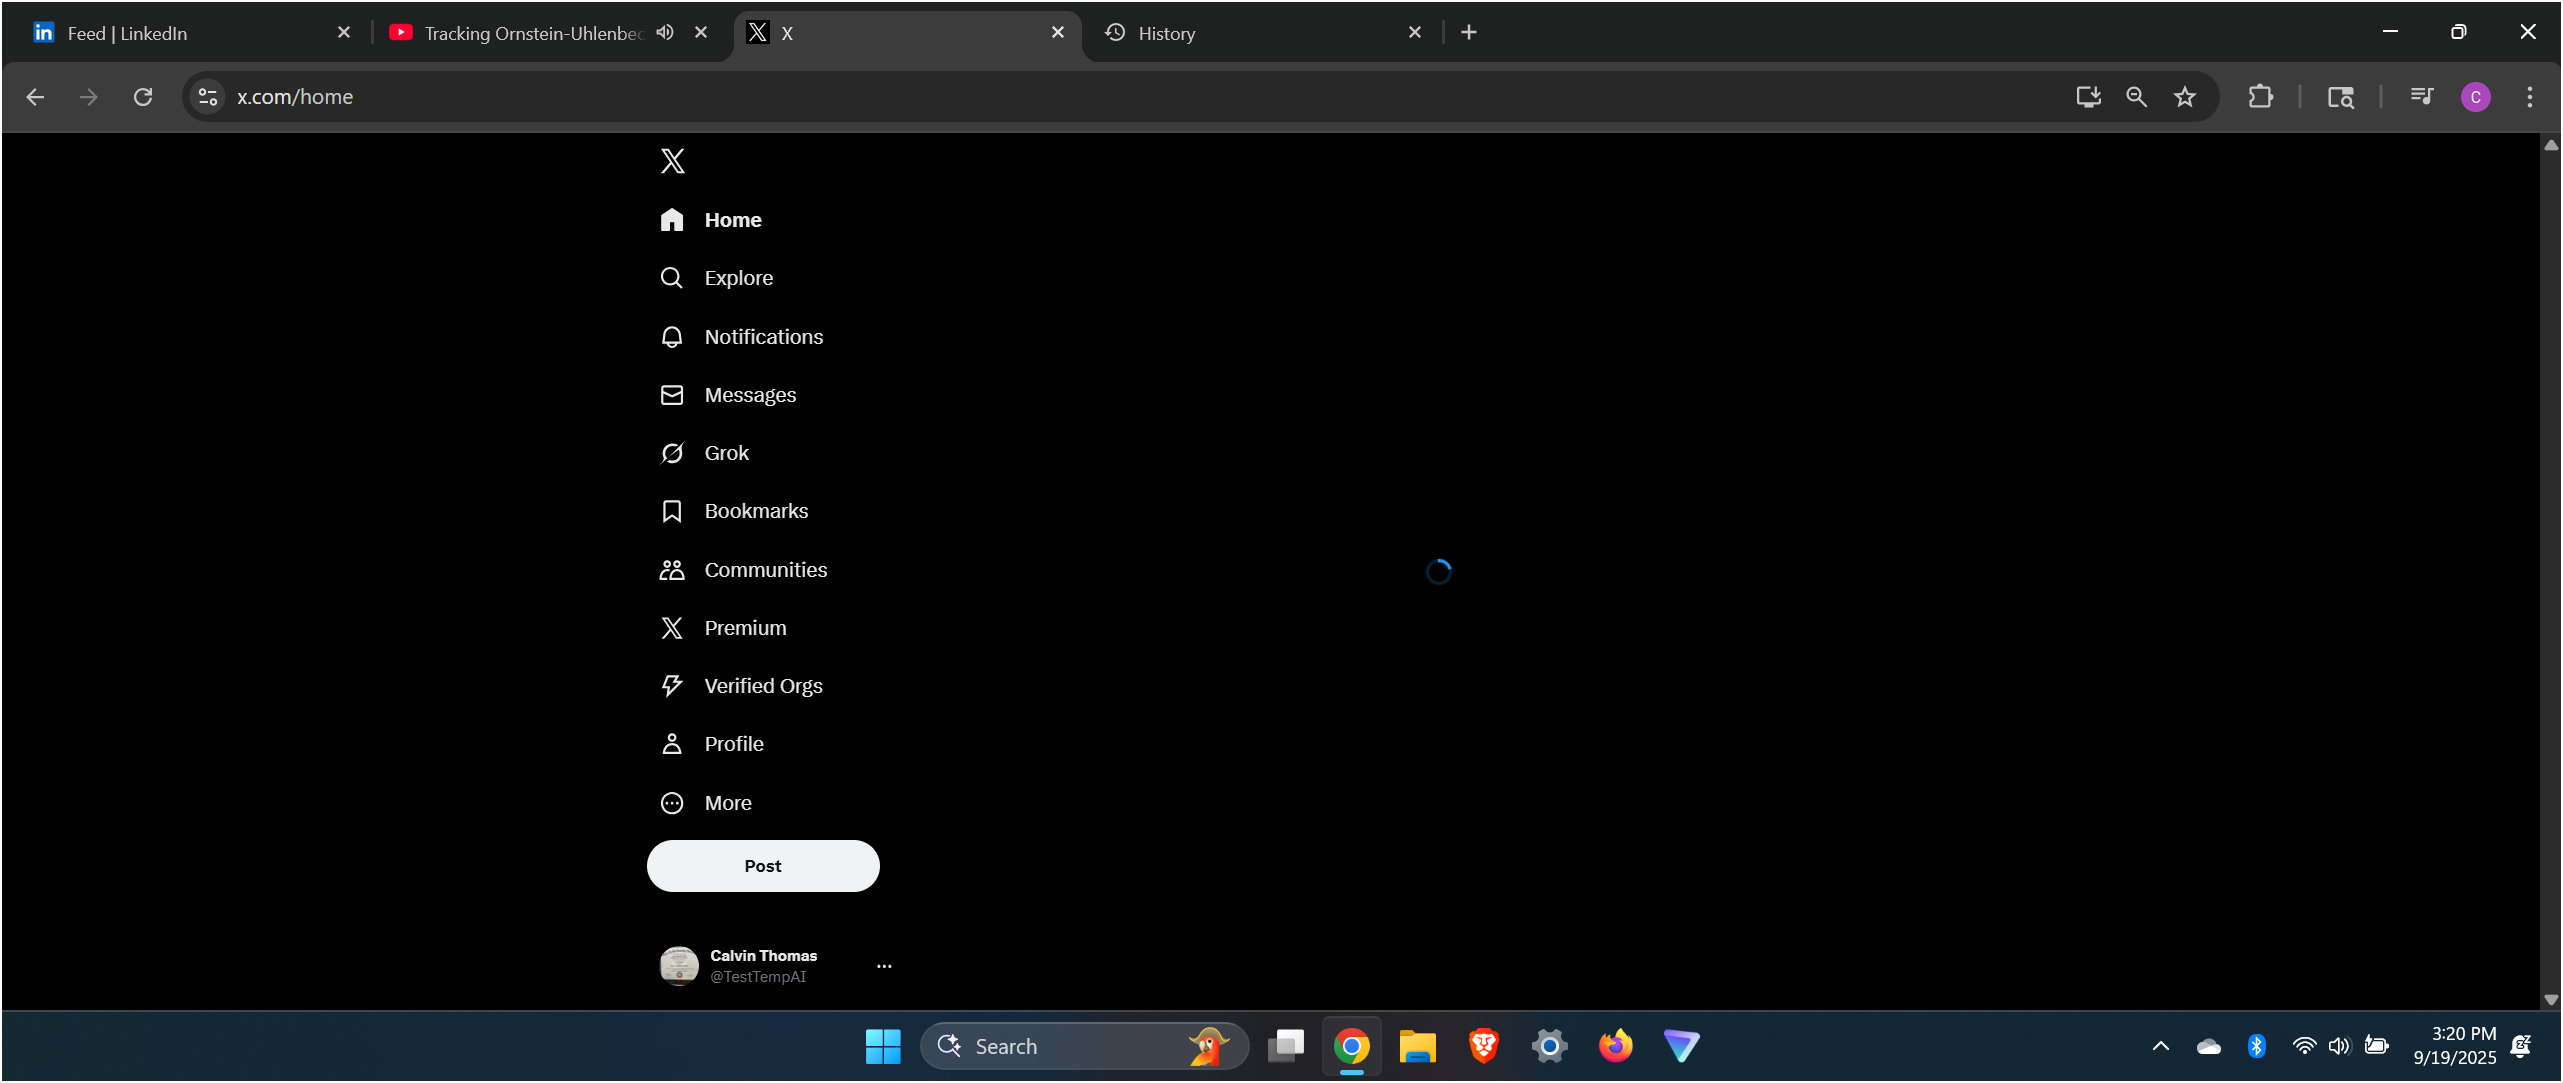 Feed | LinkedIn
Tracking Ornstein-Uhlenbec
X
History
x.com/home
C
Home
Explore
Notifications
Messages
Grok
Bookmarks
Communities
Premium
Verified Orgs
Profile
More
Post
Calvin Thomas
@TestTempAI
Search
3:20 PM
9/19/2025